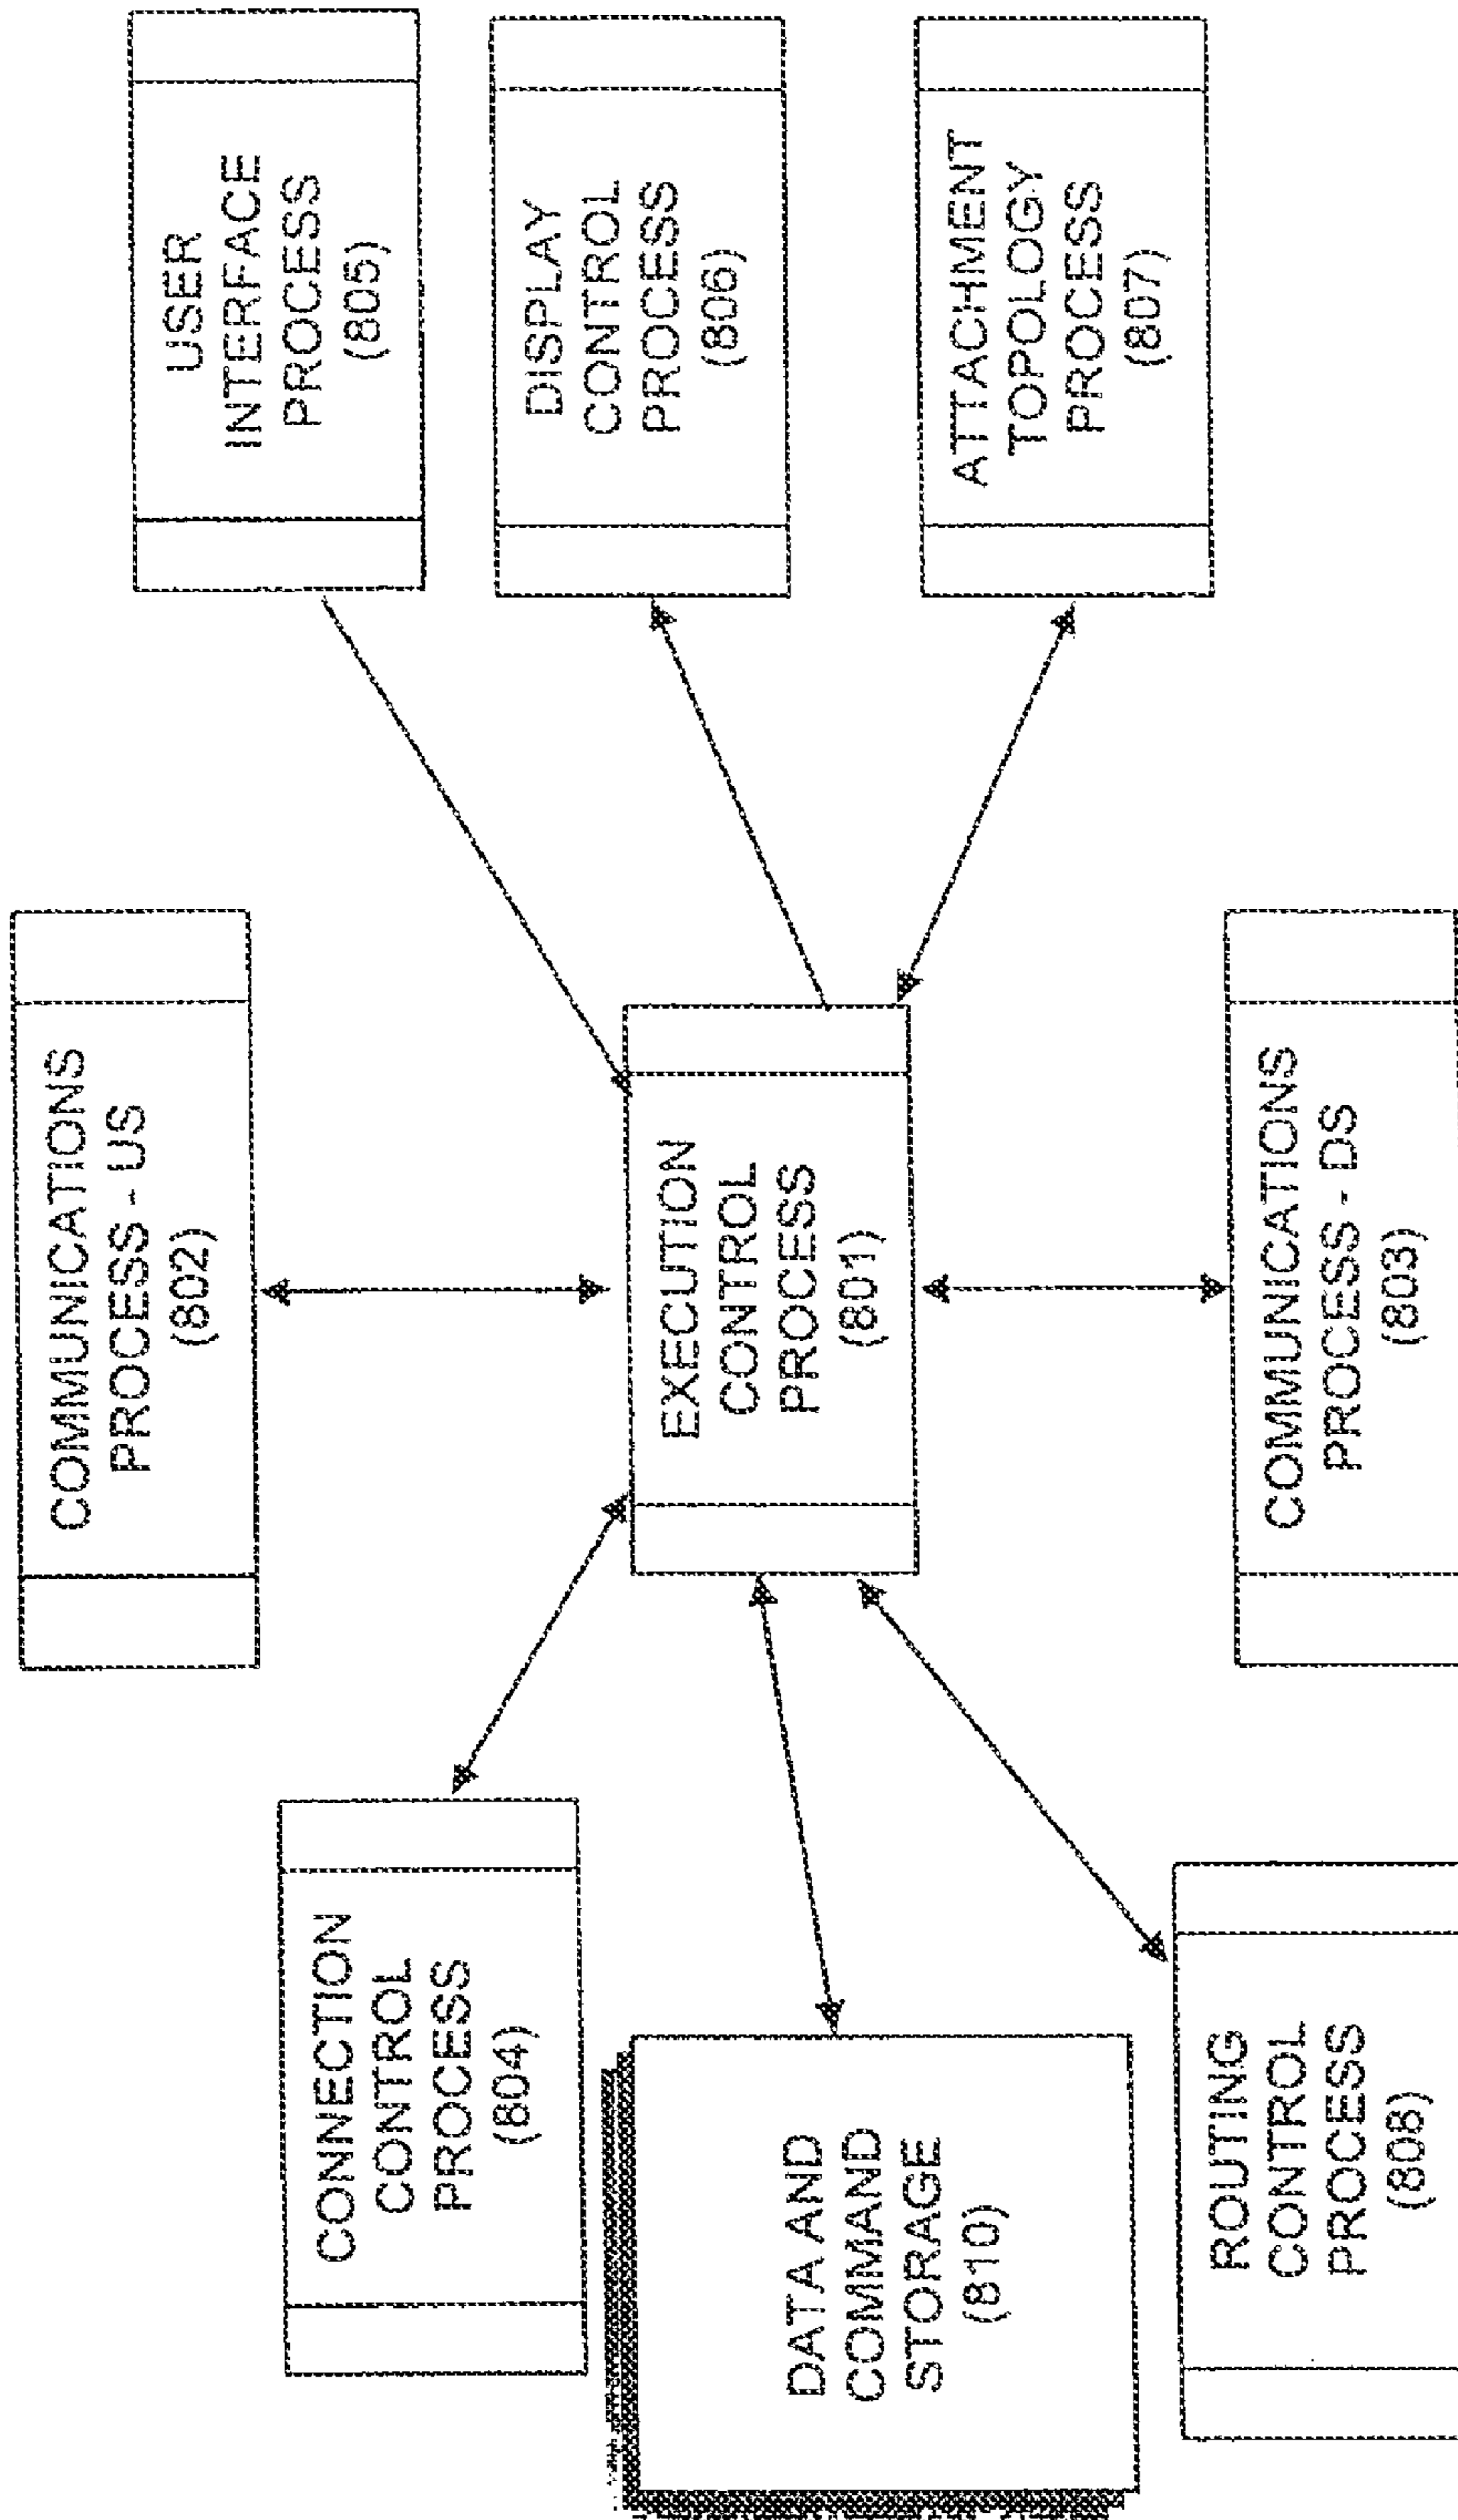 COMMUNICATIONS
PROCESS - US
(802)
USER
INTERFACE
PROCESS
(805)
CONNECTION
CONTROL
PROCESS
(804)
DISPLAY
CONTROL
PROCESS
(806)
EXECUTION
CONTROL
PROCESS
(801)
DATA AND
COMMAND
STORAGE
(810)
ATTACHMENT
TOPOLOGY
PROCESS
(807)
ROUTING
CONTROL
PROCESS
(808)
COMMUNICATIONS
PROCESS - DS
(803)